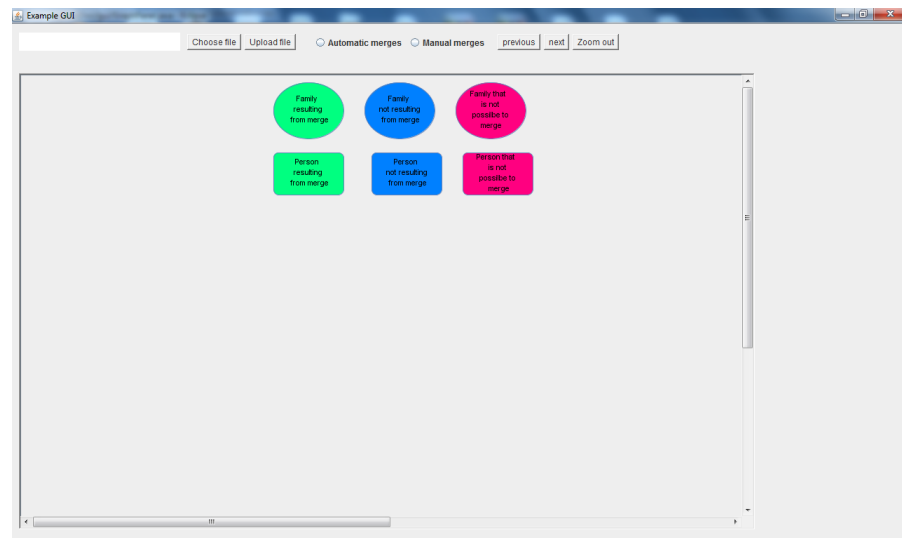 Example GUI
Choose file Upload file Automatic merges Manual merges previous next Zoom out
Family
resulting
from merge
Family
not resulting
from merge
Family that
is not
possilbe to
merge
Person
resulting
from merge
Person
not resulting
from merge
Person that
is not
possilbe to
merge